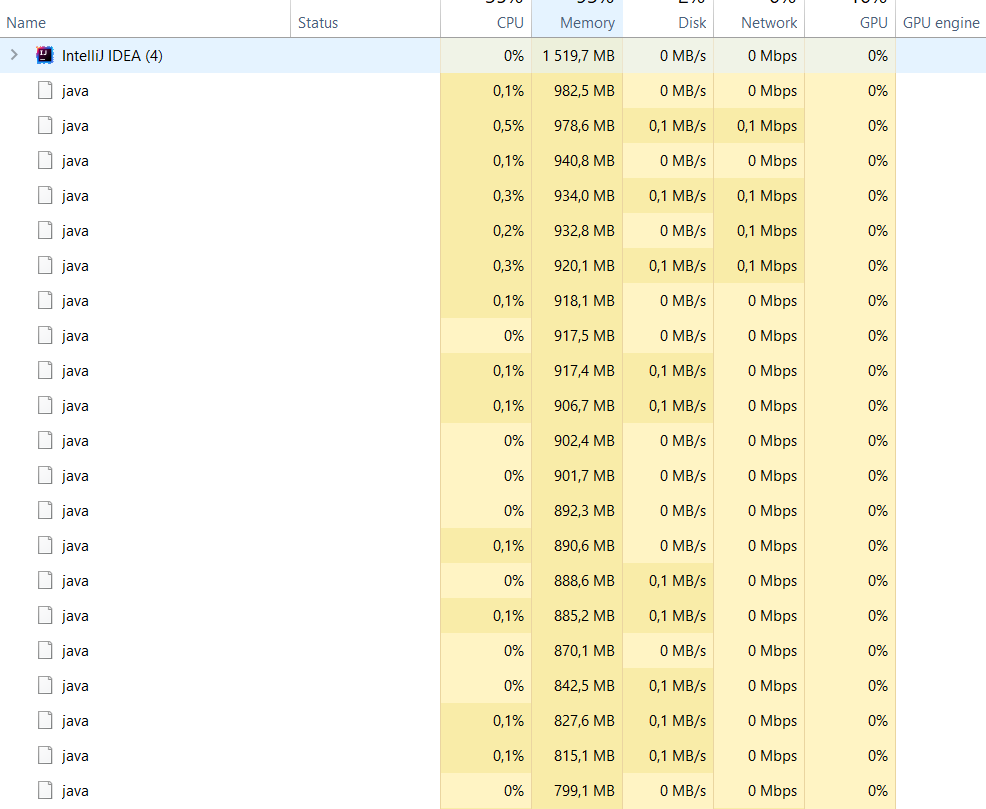 Name Status CPU Memory Disk Network GPU GPU engine
IntelliJ IDEA (4) 0% 1 519,7 MB 0 MB/s 0 Mbps 0%
java 0,1% 982,5 MB 0 MB/s 0 Mbps 0%
java 0,5% 978,6 MB 0,1 MB/s 0,1 Mbps 0%
java 0,1% 940,8 MB 0 MB/s 0 Mbps 0%
java 0,3% 934,0 MB 0,1 MB/s 0,1 Mbps 0%
java 0,2% 932,8 MB 0 MB/s 0,1 Mbps 0%
java 0,3% 920,1 MB 0,1 MB/s 0,1 Mbps 0%
java 0,1% 918,1 MB 0 MB/s 0 Mbps 0%
java 0% 917,5 MB 0 MB/s 0 Mbps 0%
java 0,1% 917,4 MB 0,1 MB/s 0 Mbps 0%
java 0,1% 906,7 MB 0,1 MB/s 0 Mbps 0%
java 0% 902,4 MB 0 MB/s 0 Mbps 0%
java 0% 901,7 MB 0 MB/s 0 Mbps 0%
java 0% 892,3 MB 0 MB/s 0 Mbps 0%
java 0,1% 890,6 MB 0 MB/s 0 Mbps 0%
java 0% 888,6 MB 0,1 MB/s 0 Mbps 0%
java 0,1% 885,2 MB 0,1 MB/s 0 Mbps 0%
java 0% 870,1 MB 0 MB/s 0 Mbps 0%
java 0% 842,5 MB 0,1 MB/s 0 Mbps 0%
java 0,1% 827,6 MB 0,1 MB/s 0 Mbps 0%
java 0,1% 815,1 MB 0,1 MB/s 0 Mbps 0%
java 0% 799,1 MB 0 MB/s 0 Mbps 0%